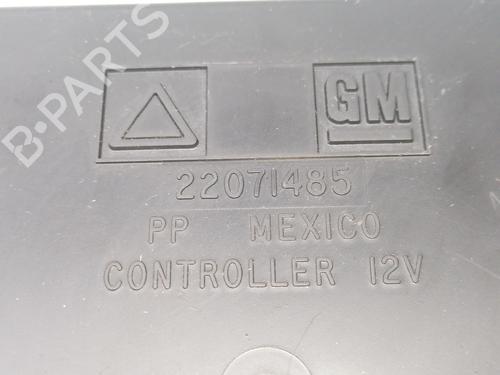 B-PARTS
GM
22071485
PP MEXICO
CONTROLLER 12V